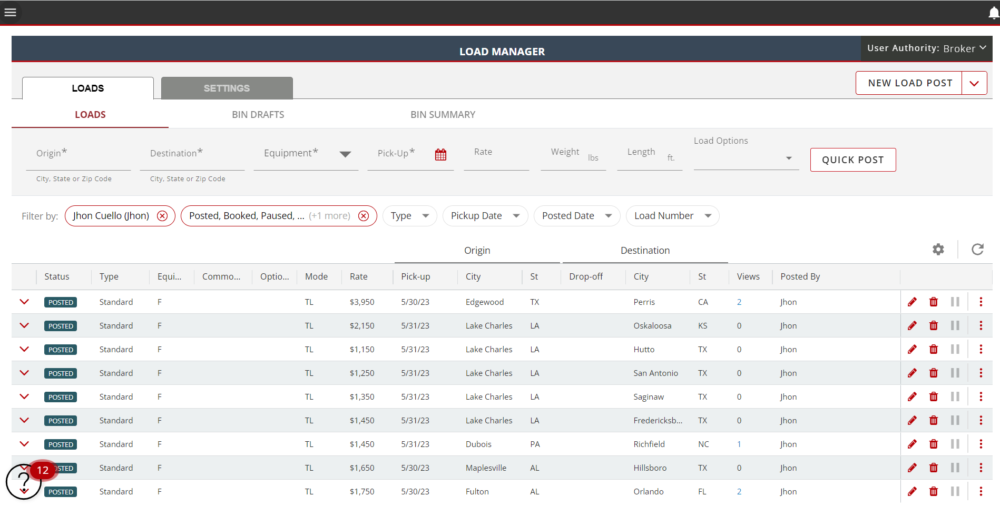 LOAD MANAGER
User Authority: Broker
LOADS SETTINGS
NEW LOAD POST
LOADS BIN DRAFTS BIN SUMMARY
Origin* Destination* Equipment* Pick-Up* Rate Weight lbs Length ft. Load Options QUICK POST
City, State or Zip Code City, State or Zip Code
Filter by: Jhon Cuello (Jhon) Posted, Booked, Paused, ... (+1 more) Type Pickup Date Posted Date Load Number
Origin Destination
Status Type Equi... Commo... Optio... Mode Rate Pick-up City St Drop-off City St Views Posted By
POSTED Standard F TL $3,950 5/30/23 Edgewood TX Perris CA 2 Jhon
POSTED Standard F TL $2,150 5/31/23 Lake Charles LA Oskaloosa KS 0 Jhon
POSTED Standard F TL $1,150 5/31/23 Lake Charles LA Hutto TX 0 Jhon
POSTED Standard F TL $1,250 5/31/23 Lake Charles LA San Antonio TX 0 Jhon
POSTED Standard F TL $1,350 5/31/23 Lake Charles LA Saginaw TX 0 Jhon
POSTED Standard F TL $1,450 5/31/23 Lake Charles LA Fredericksb... TX 0 Jhon
POSTED Standard F TL $1,450 5/31/23 Dubois PA Richfield NC 1 Jhon
? 12 OSTED Standard F TL $1,650 5/30/23 Maplesville AL Hillsboro TX 0 Jhon
POSTED Standard F TL $1,750 5/30/23 Fulton AL Orlando FL 2 Jhon